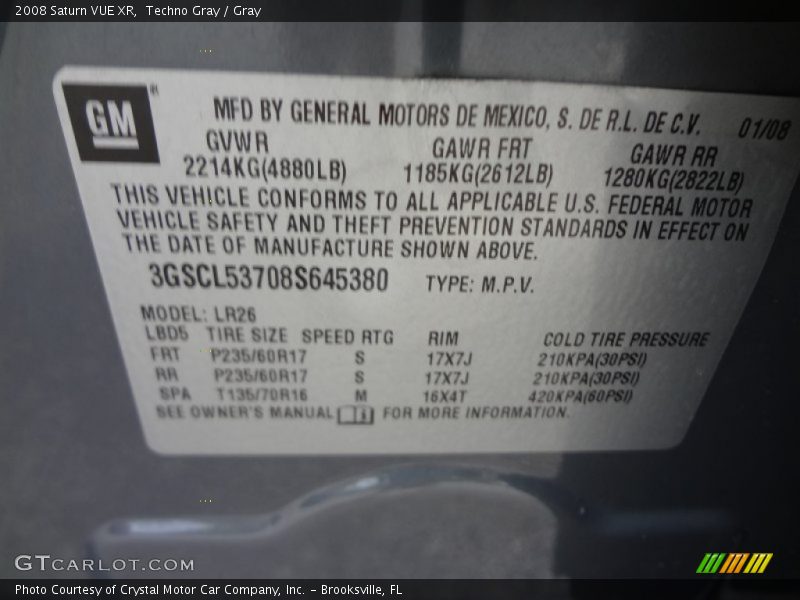 2008 Saturn VUE XR, Techno Gray / Gray
GM
MFD BY GENERAL MOTORS DE MEXICO, S. DE R.L. DE C.V. 01/08
GVWR GAWR FRT GAWR RR
2214KG(4880LB) 1185KG(2612LB) 1280KG(2822LB)
THIS VEHICLE CONFORMS TO ALL APPLICABLE U.S. FEDERAL MOTOR
VEHICLE SAFETY AND THEFT PREVENTION STANDARDS IN EFFECT ON
THE DATE OF MANUFACTURE SHOWN ABOVE.
3GSCL53708S645380 TYPE: M.P.V.
MODEL: LR26
LBD5 TIRE SIZE SPEED RTG RIM COLD TIRE PRESSURE
FRT P235/60R17 S 17X7J 210KPA(30PSI)
RR P235/60R17 S 17X7J 210KPA(30PSI)
SPA T135/70R16 M 16X4T 420KPA(60PSI)
SEE OWNER'S MANUAL FOR MORE INFORMATION.
GTCARLOT.COM
Photo Courtesy of Crystal Motor Car Company, Inc. – Brooksville, FL